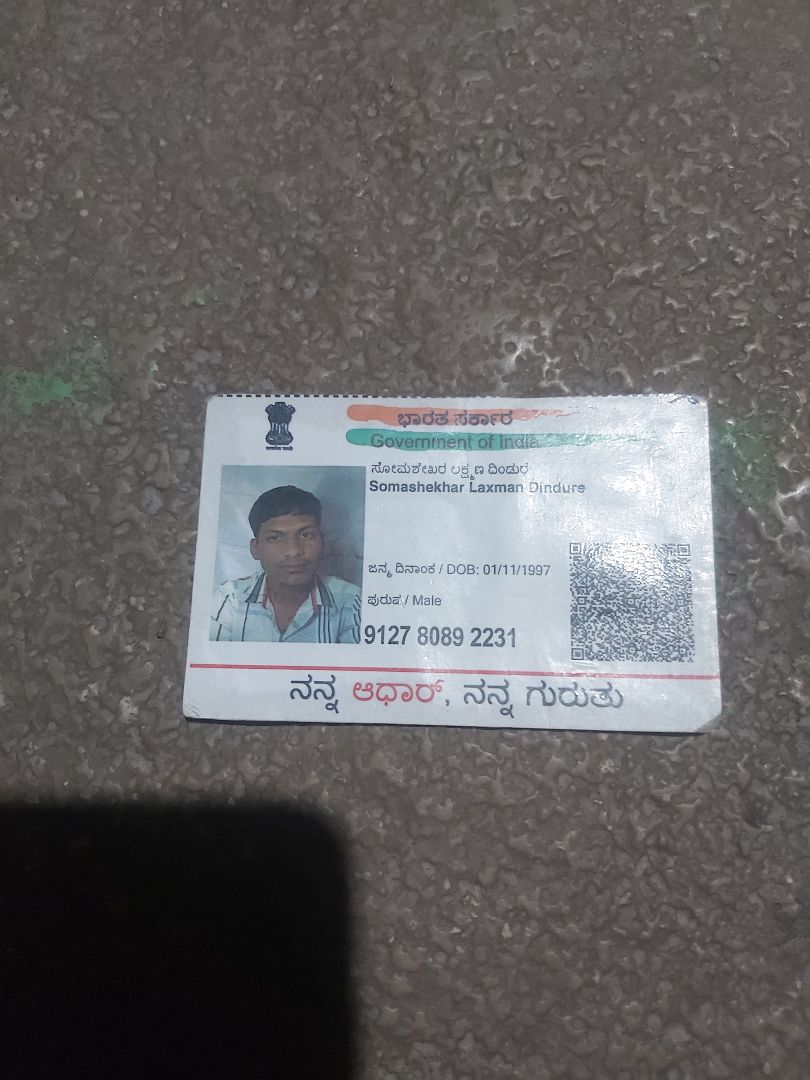 ಭಾರತ ಸರ್ಕಾರ
Government of India
ಸೋಮಶೇಖರ ಲಕ್ಷ್ಮಣ ದಿಂಡುರೆ
Somashekhar Laxman Dindure
ಜನ್ಮ ದಿನಾಂಕ / DOB: 01/11/1997
ಪುರುಷ / Male
9127 8089 2231
ನನ್ನ ಆಧಾರ್, ನನ್ನ ಗುರುತು